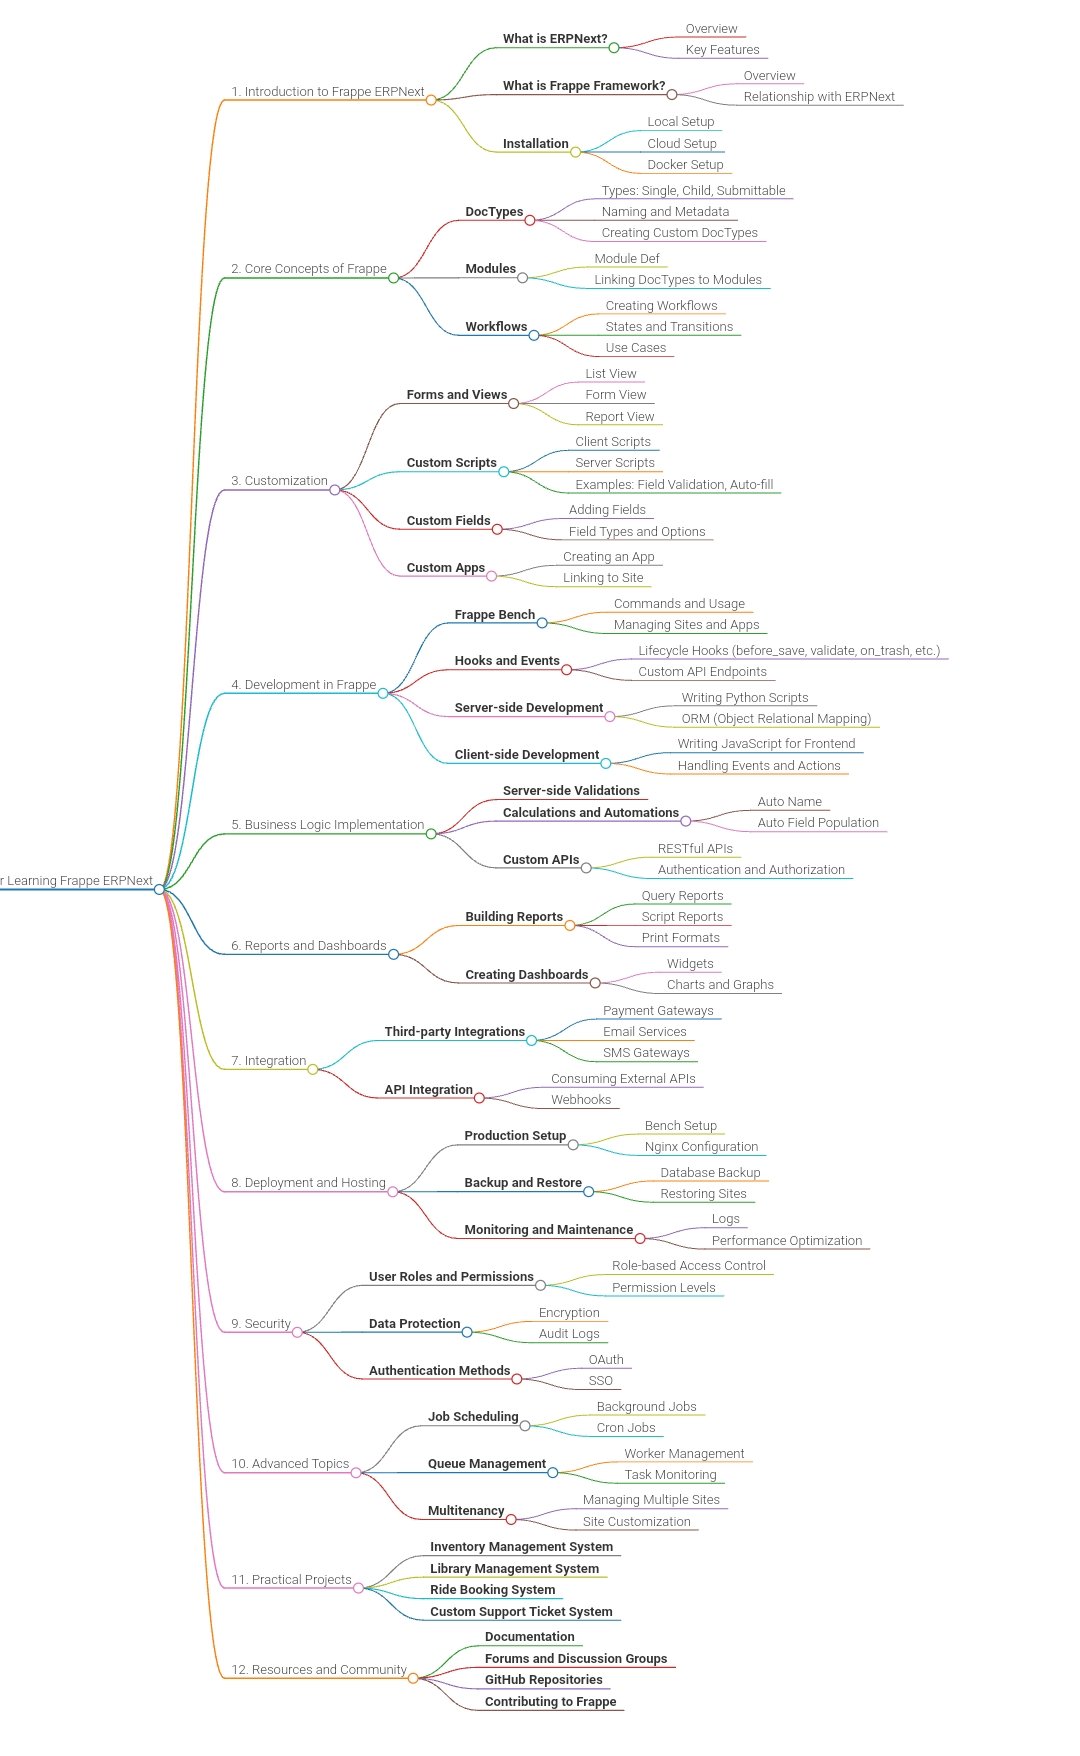 What is ERPNext?
Overview
Key Features
1. Introduction to Frappe ERPNext
What is Frappe Framework?
Overview
Relationship with ERPNext
Installation
Local Setup
Cloud Setup
Docker Setup
2. Core Concepts of Frappe
DocTypes
Types: Single, Child, Submittable
Naming and Metadata
Creating Custom DocTypes
Modules
Module Def
Linking DocTypes to Modules
Workflows
Creating Workflows
States and Transitions
Use Cases
3. Customization
Forms and Views
List View
Form View
Report View
Custom Scripts
Client Scripts
Server Scripts
Examples: Field Validation, Auto-fill
Custom Fields
Adding Fields
Field Types and Options
Custom Apps
Creating an App
Linking to Site
4. Development in Frappe
Frappe Bench
Commands and Usage
Managing Sites and Apps
Hooks and Events
Lifecycle Hooks (before_save, validate, on_trash, etc.)
Custom API Endpoints
Server-side Development
Writing Python Scripts
ORM (Object Relational Mapping)
Client-side Development
Writing JavaScript for Frontend
Handling Events and Actions
5. Business Logic Implementation
Server-side Validations
Calculations and Automations
Auto Name
Auto Field Population
Custom APIs
RESTful APIs
Authentication and Authorization
r Learning Frappe ERPNext
6. Reports and Dashboards
Building Reports
Query Reports
Script Reports
Print Formats
Creating Dashboards
Widgets
Charts and Graphs
7. Integration
Third-party Integrations
Payment Gateways
Email Services
SMS Gateways
API Integration
Consuming External APIs
Webhooks
8. Deployment and Hosting
Production Setup
Bench Setup
Nginx Configuration
Backup and Restore
Database Backup
Restoring Sites
Monitoring and Maintenance
Logs
Performance Optimization
9. Security
User Roles and Permissions
Role-based Access Control
Permission Levels
Data Protection
Encryption
Audit Logs
Authentication Methods
OAuth
SSO
10. Advanced Topics
Job Scheduling
Background Jobs
Cron Jobs
Queue Management
Worker Management
Task Monitoring
Multitenancy
Managing Multiple Sites
Site Customization
11. Practical Projects
Inventory Management System
Library Management System
Ride Booking System
Custom Support Ticket System
12. Resources and Community
Documentation
Forums and Discussion Groups
GitHub Repositories
Contributing to Frappe